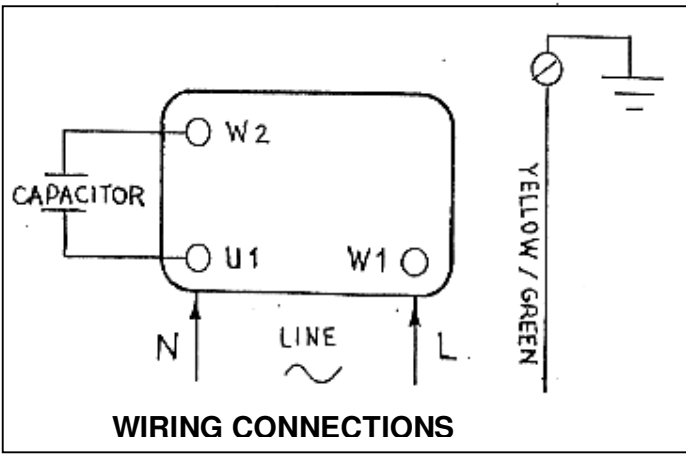 W2
CAPACITOR
U1
W1
N
LINE
L
YELLOW / GREEN
WIRING CONNECTIONS